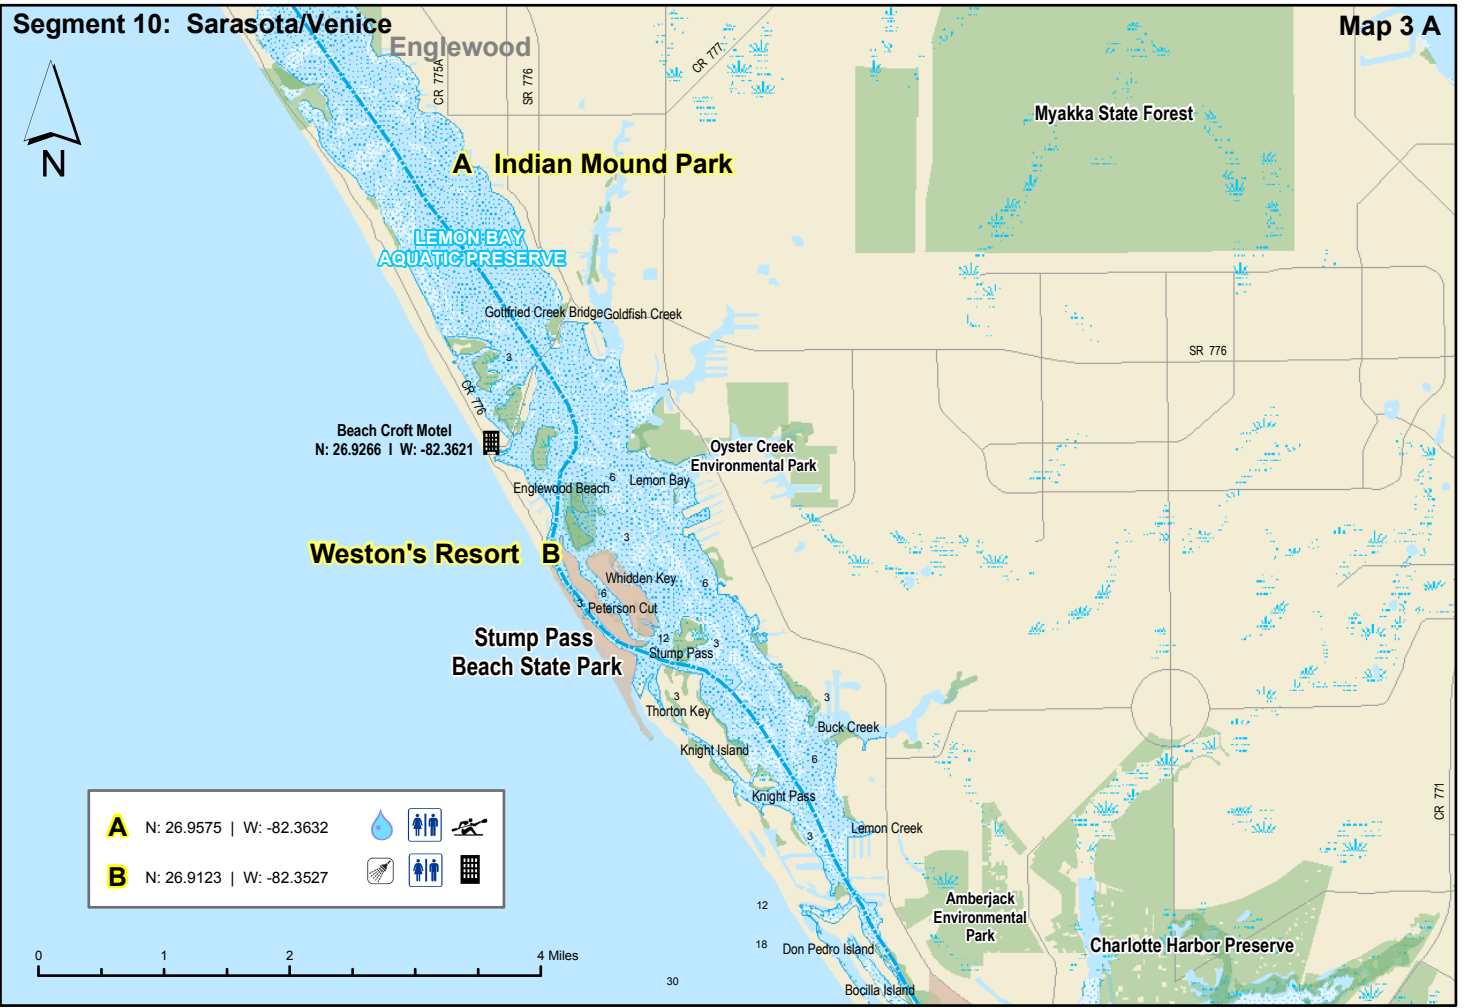 Segment 10: Sarasota/Venice
Map 3 A
Englewood
CR 775A
SR 776
CR 777
Myakka State Forest
N
A Indian Mound Park
LEMON BAY
AQUATIC PRESERVE
Gottfried Creek Bridge
Goldfish Creek
3
SR 776
CR 776
Beach Croft Motel
N: 26.9266 | W: -82.3621
Oyster Creek
Environmental Park
6
Lemon Bay
Englewood Beach
3
Weston's Resort B
Whidden Key
6
6
3
Peterson Cut
12
3
Stump Pass
Stump Pass
Beach State Park
3
3
Thorton Key
Buck Creek
Knight Island
6
Knight Pass
CR 771
3
Lemon Creek
A N: 26.9575 | W: -82.3632
B N: 26.9123 | W: -82.3527
12
Amberjack
Environmental
Park
18
Don Pedro Island
Charlotte Harbor Preserve
0 1 2 4 Miles
30
Bocilla Island